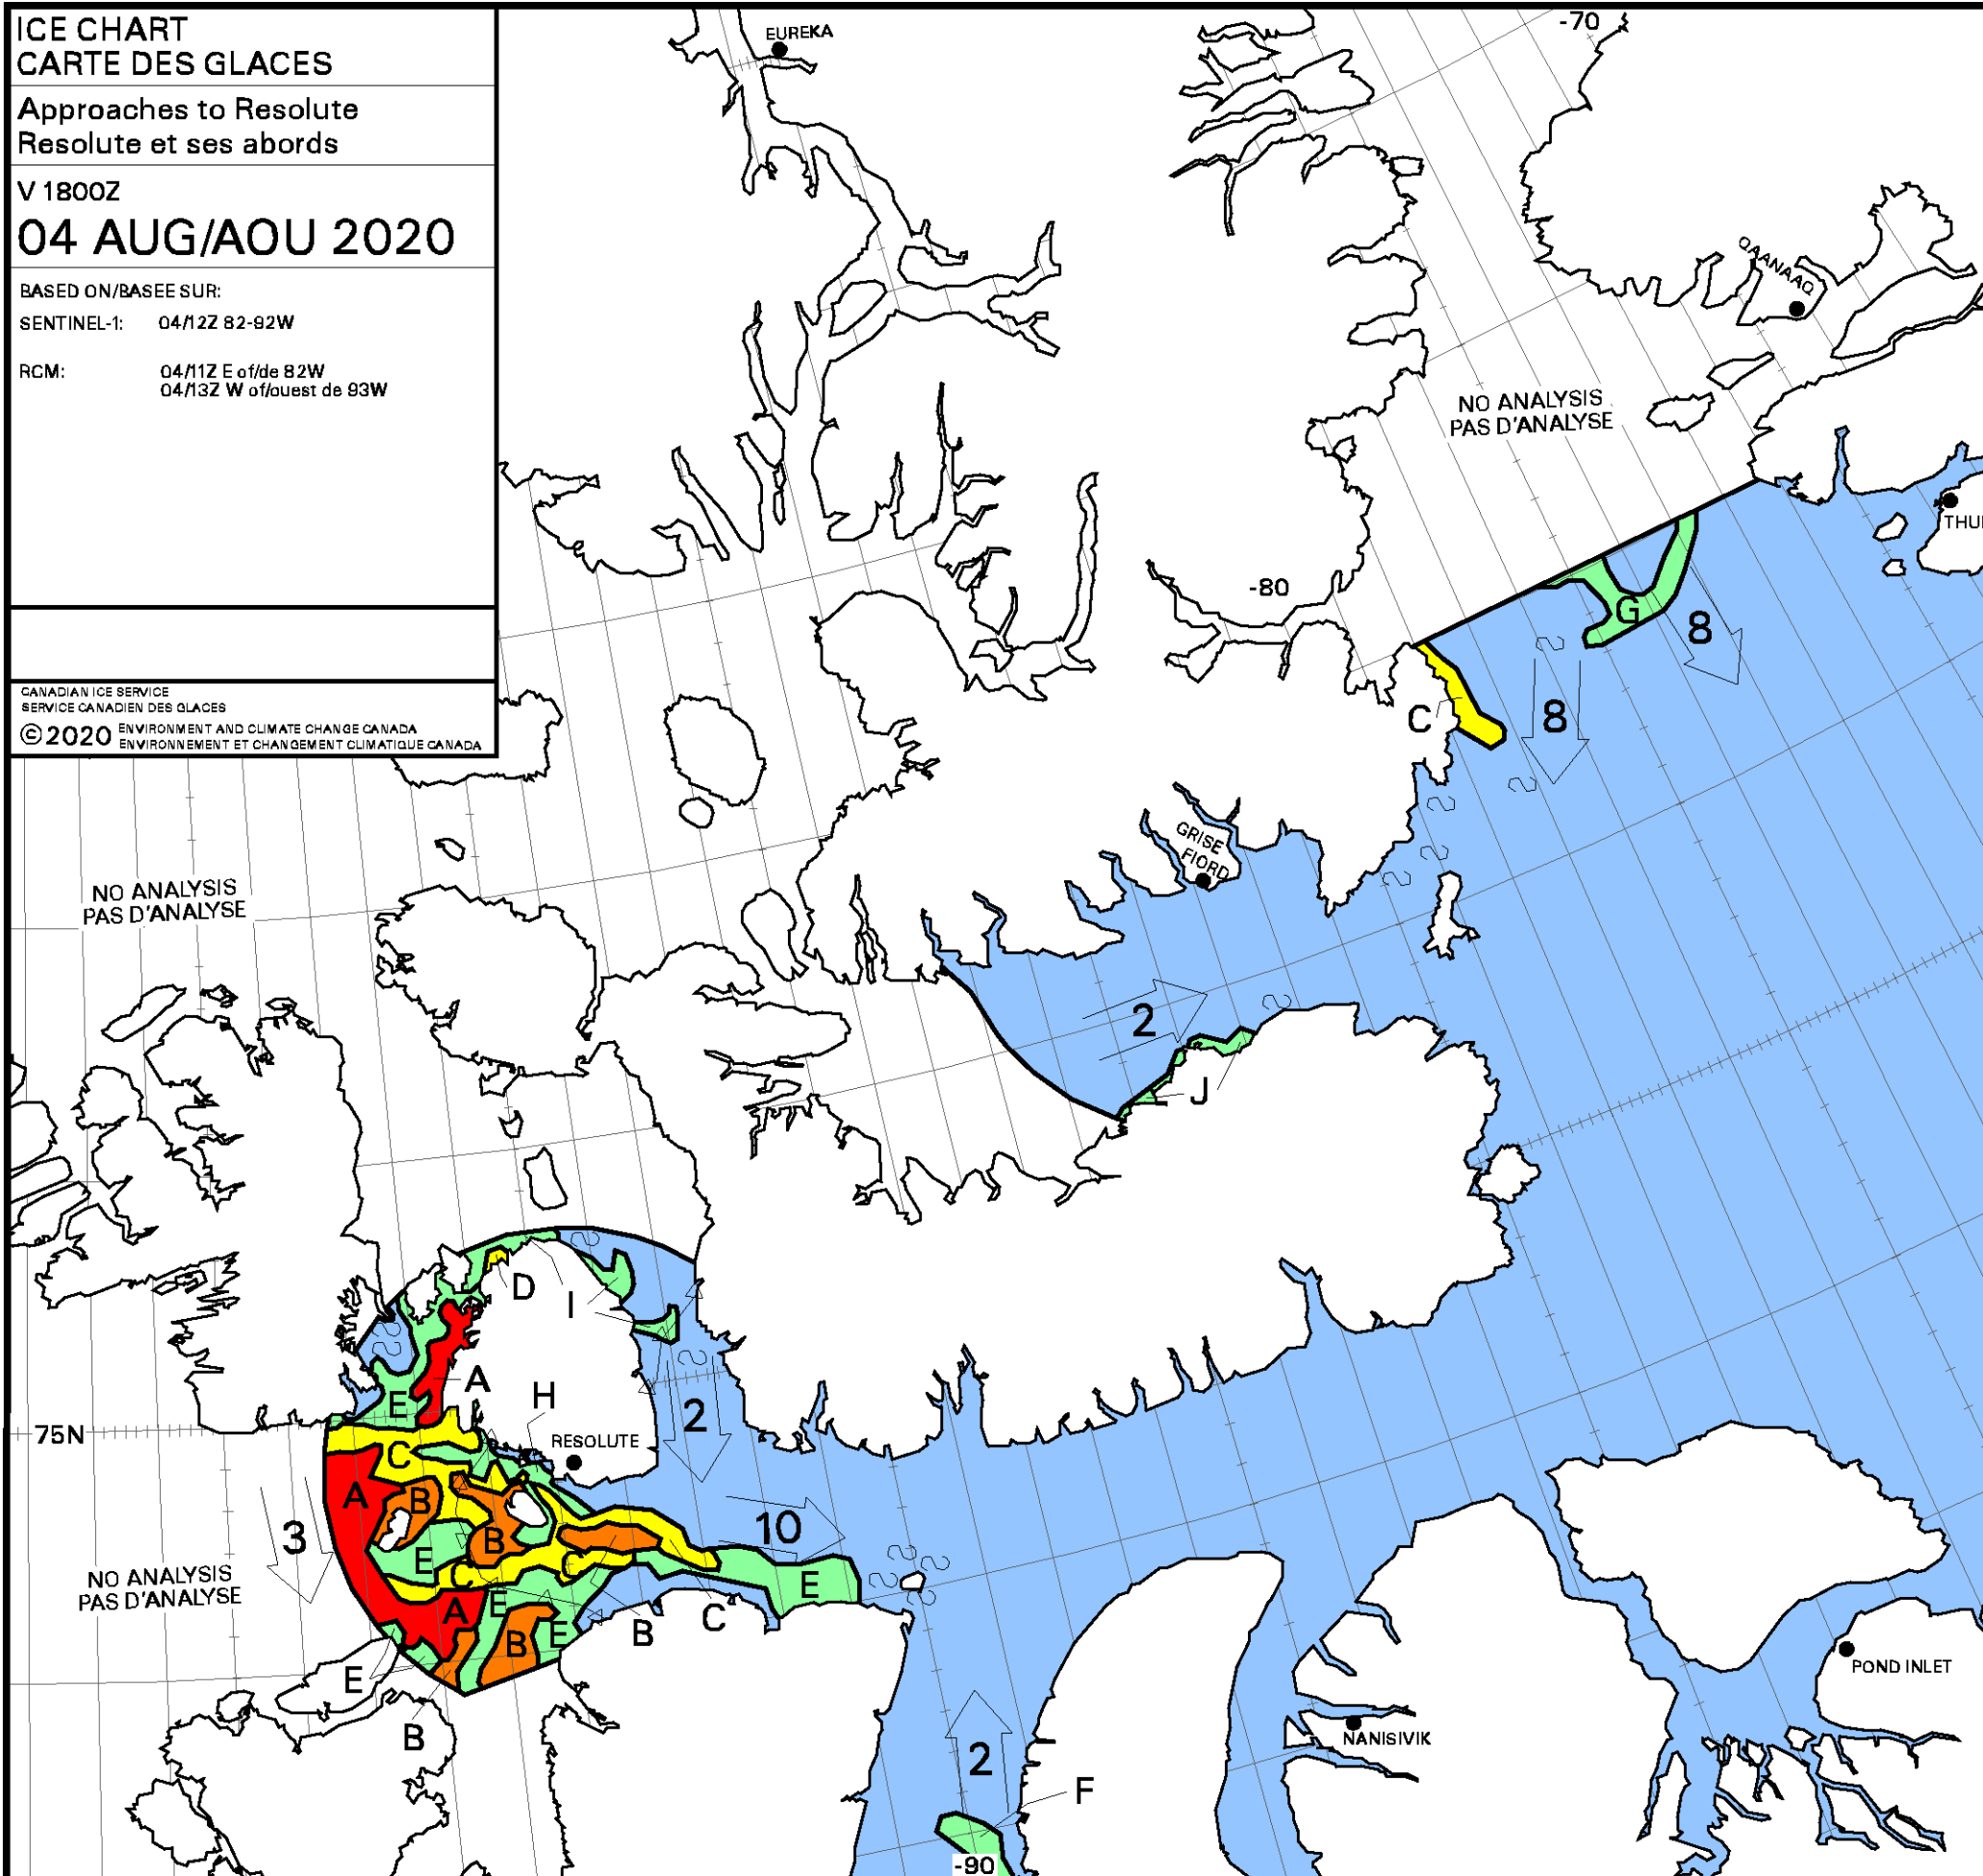 ICE CHART
CARTE DES GLACES
Approaches to Resolute
Resolute et ses abords
V 1800Z
04 AUG/AOU 2020
BASED ON/BASEE SUR:
SENTINEL-1: 04/12Z 82-92W
RCM: 04/11Z E of/de 82W
04/13Z W of/ouest de 93W
CANADIAN ICE SERVICE
SERVICE CANADIEN DES GLACES
©2020 ENVIRONMENT AND CLIMATE CHANGE CANADA
ENVIRONNEMENT ET CHANGEMENT CLIMATIQUE CANADA
EUREKA
-70
QAANAAQ
NO ANALYSIS
PAS D'ANALYSE
THU
-80
G
8
C
8
GRISE
FIORD
NO ANALYSIS
PAS D'ANALYSE
2
J
D
I
A
H
E
2
75N
RESOLUTE
C
A
B
10
3
B
E
C
C
E
NO ANALYSIS
PAS D'ANALYSE
A
E
B
E
B
C
E
B
POND INLET
NANISIVIK
2
F
-90